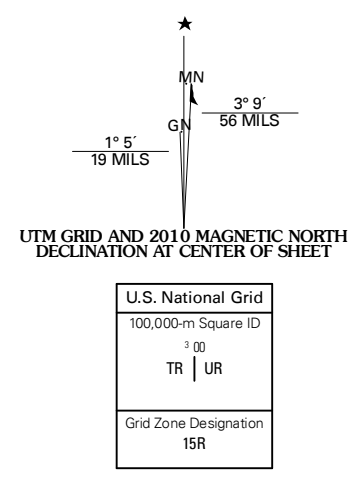 ★
MN
3° 9´
56 MILS
GN
1° 5´
19 MILS
UTM GRID AND 2010 MAGNETIC NORTH
DECLINATION AT CENTER OF SHEET
U.S. National Grid
100,000-m Square ID
3 00
TR | UR
Grid Zone Designation
15R